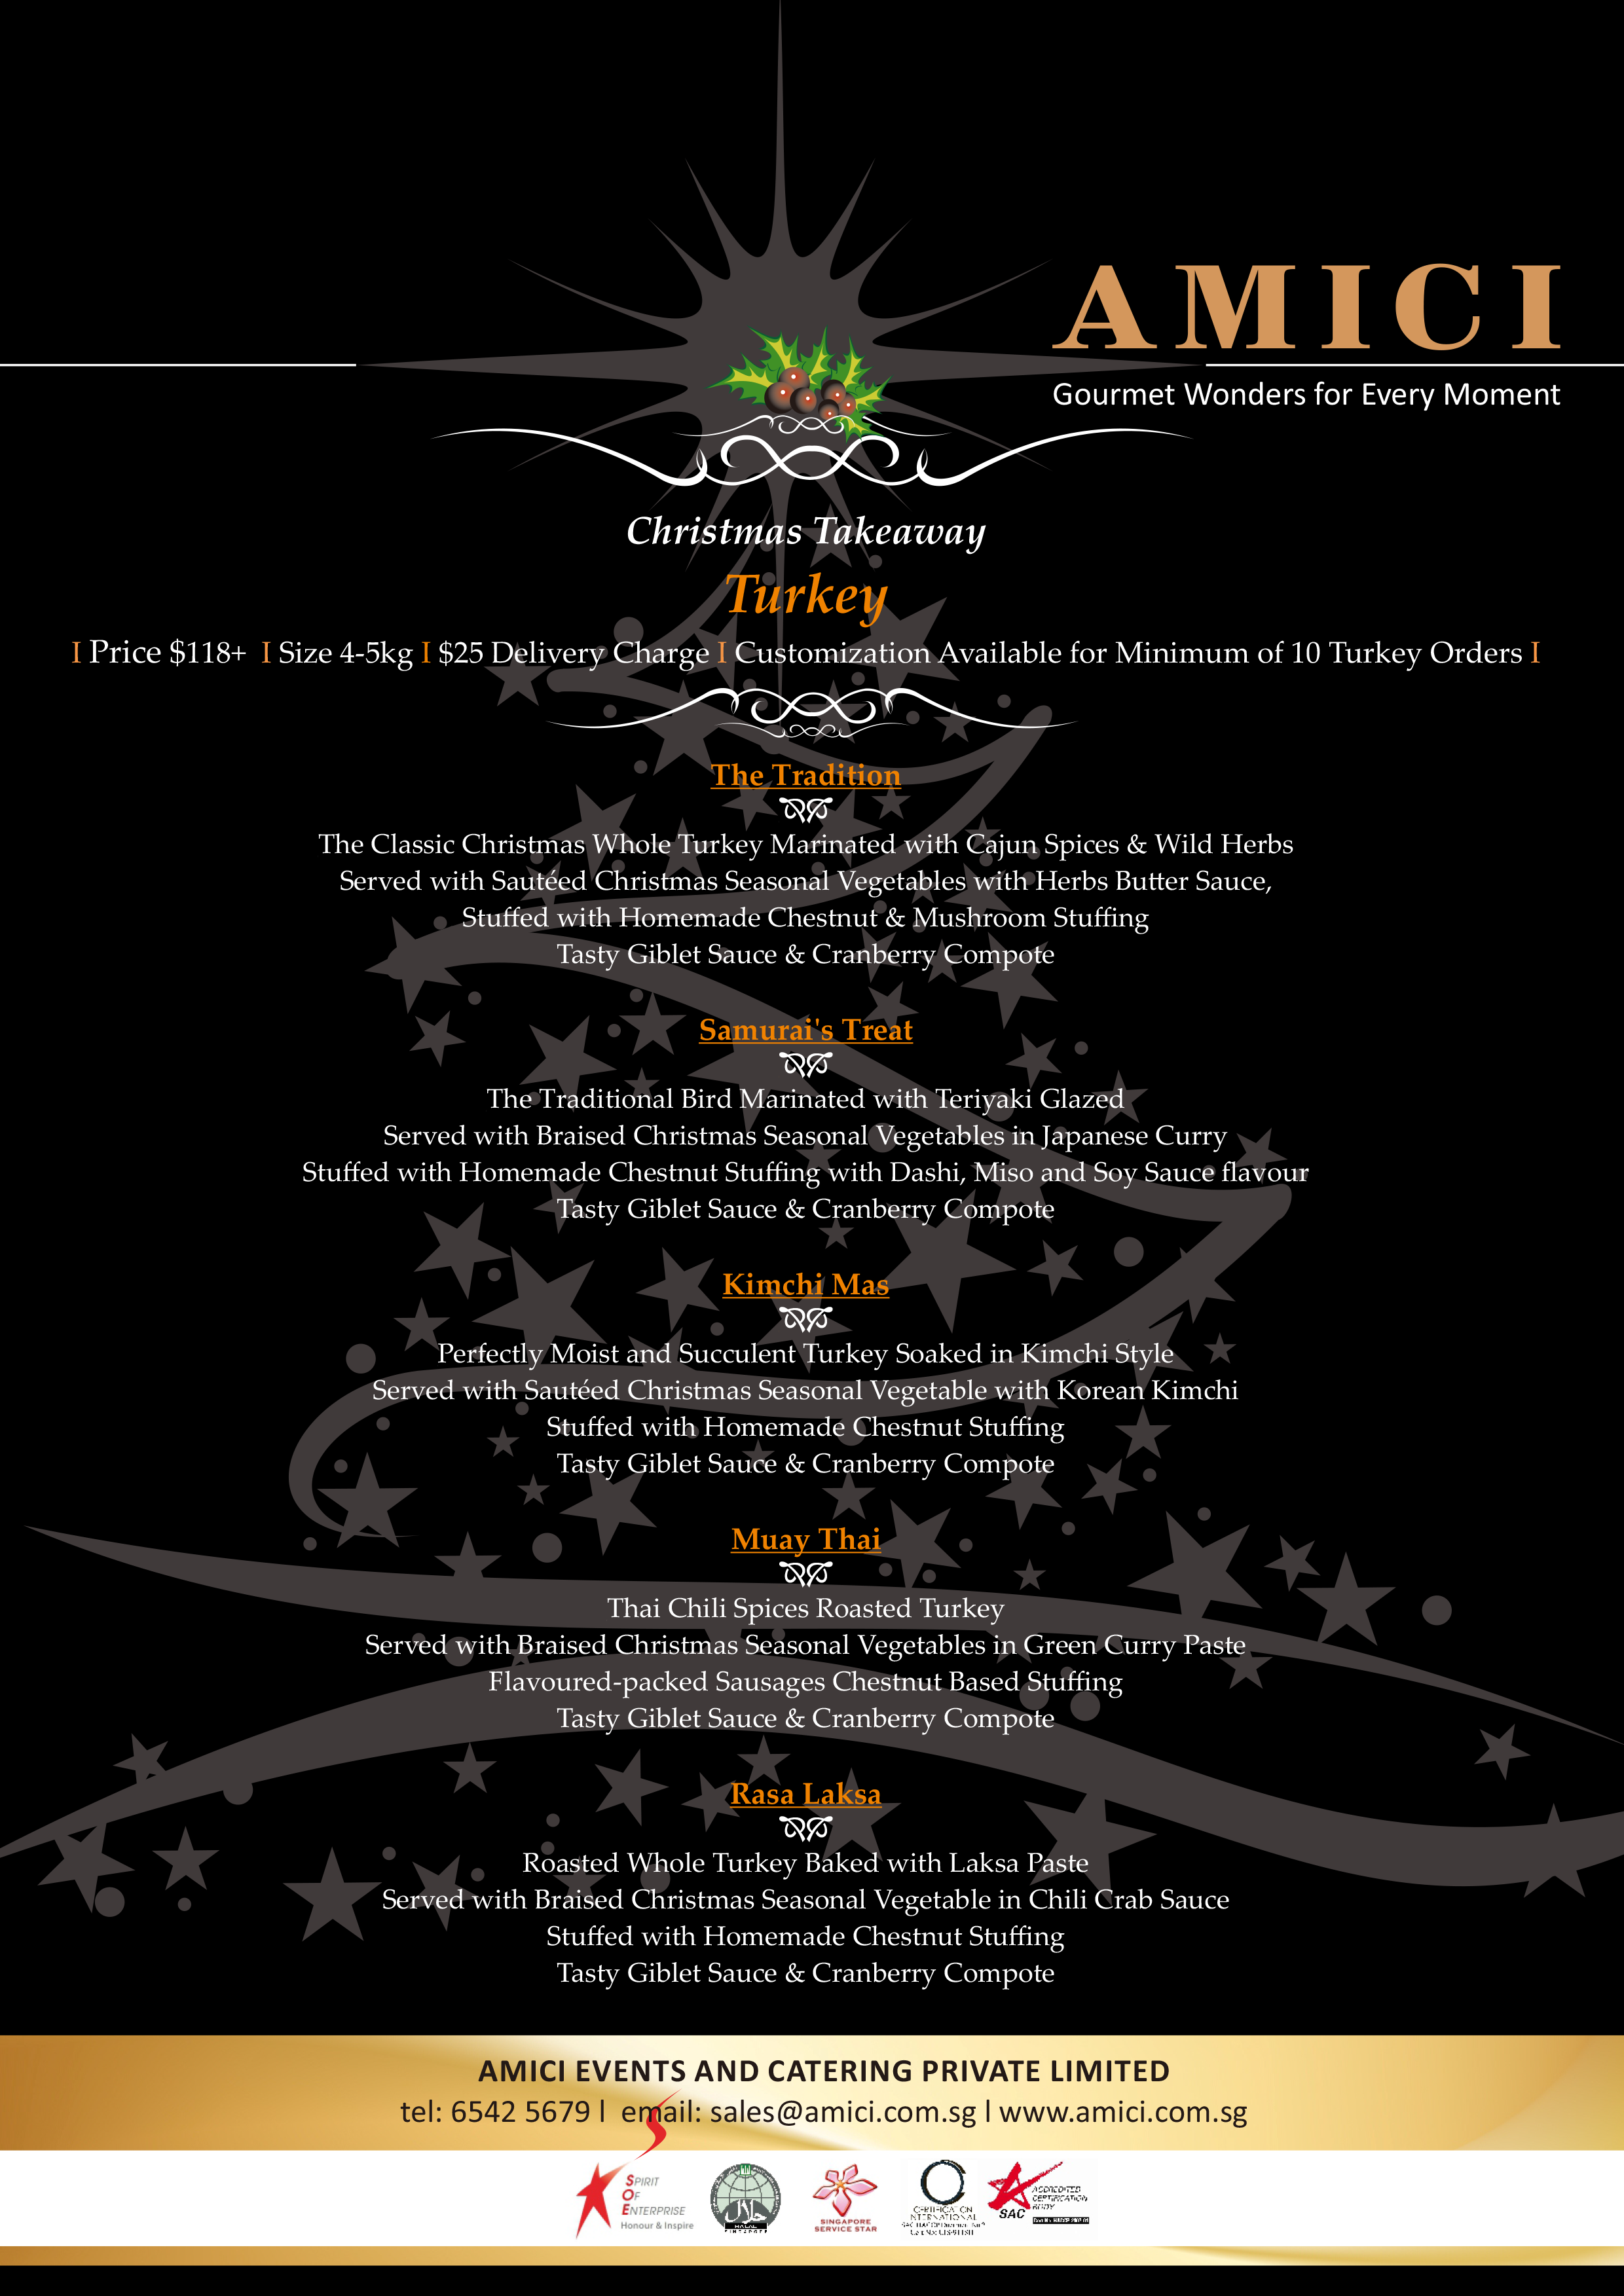 AMICI
Gourmet Wonders for Every Moment
Christmas Takeaway
Turkey
I Price $118+ I Size 4-5kg I $25 Delivery Charge I Customization Available for Minimum of 10 Turkey Orders I
The Tradition
The Classic Christmas Whole Turkey Marinated with Cajun Spices & Wild Herbs
Served with Sautéed Christmas Seasonal Vegetables with Herbs Butter Sauce,
Stuffed with Homemade Chestnut & Mushroom Stuffing
Tasty Giblet Sauce & Cranberry Compote
Samurai's Treat
The Traditional Bird Marinated with Teriyaki Glazed
Served with Braised Christmas Seasonal Vegetables in Japanese Curry
Stuffed with Homemade Chestnut Stuffing with Dashi, Miso and Soy Sauce flavour
Tasty Giblet Sauce & Cranberry Compote
Kimchi Mas
Perfectly Moist and Succulent Turkey Soaked in Kimchi Style
Served with Sautéed Christmas Seasonal Vegetable with Korean Kimchi
Stuffed with Homemade Chestnut Stuffing
Tasty Giblet Sauce & Cranberry Compote
Muay Thai
Thai Chili Spices Roasted Turkey
Served with Braised Christmas Seasonal Vegetables in Green Curry Paste
Flavoured-packed Sausages Chestnut Based Stuffing
Tasty Giblet Sauce & Cranberry Compote
Rasa Laksa
Roasted Whole Turkey Baked with Laksa Paste
Served with Braised Christmas Seasonal Vegetable in Chili Crab Sauce
Stuffed with Homemade Chestnut Stuffing
Tasty Giblet Sauce & Cranberry Compote
AMICI EVENTS AND CATERING PRIVATE LIMITED
tel: 6542 5679 l email: sales@amici.com.sg l www.amici.com.sg
SPIRIT
OF
ENTERPRISE
Honour & Inspire
HALAL
SINGAPORE
SINGAPORE
SERVICE STAR
CERTIFICATION
INTERNATIONAL
SAC
ACCREDITED
CERTIFICATION
BODY